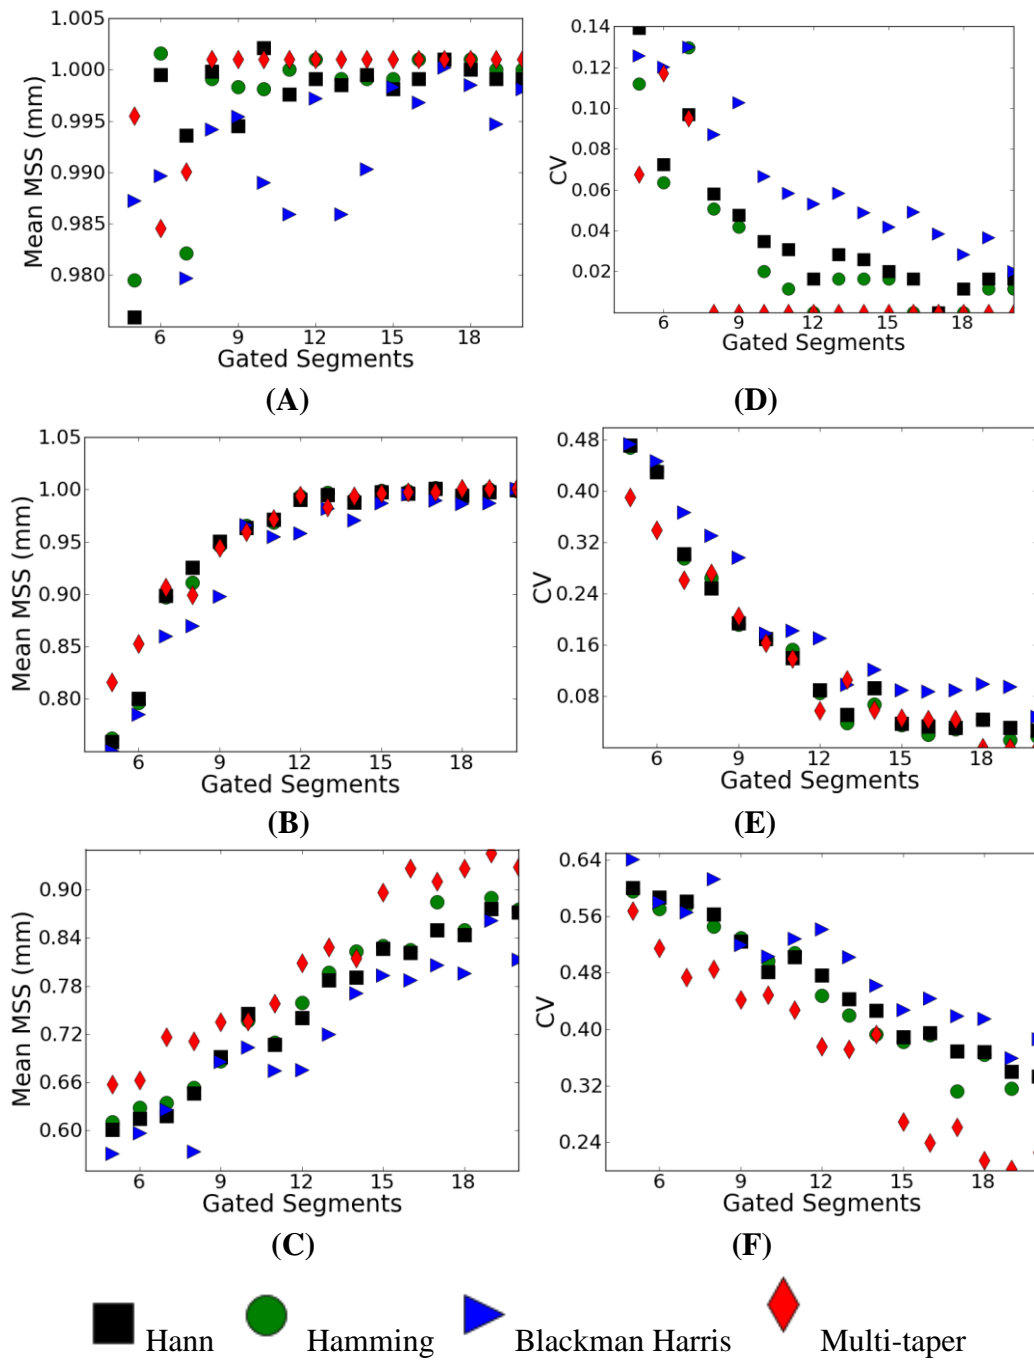 1.005
1.000
0.995
0.990
0.985
0.980
Mean MSS (mm)
6 9 12 15 18
Gated Segments
(A)
0.14
0.12
0.10
0.08
0.06
0.04
0.02
CV
6 9 12 15 18
Gated Segments
(D)
1.05
1.00
0.95
0.90
0.85
0.80
Mean MSS (mm)
6 9 12 15 18
Gated Segments
(B)
0.48
0.40
0.32
0.24
0.16
0.08
CV
6 9 12 15 18
Gated Segments
(E)
0.90
0.84
0.78
0.72
0.66
0.60
Mean MSS (mm)
6 9 12 15 18
Gated Segments
(C)
0.64
0.56
0.48
0.40
0.32
0.24
CV
6 9 12 15 18
Gated Segments
(F)
Hann Hamming Blackman Harris Multi-taper